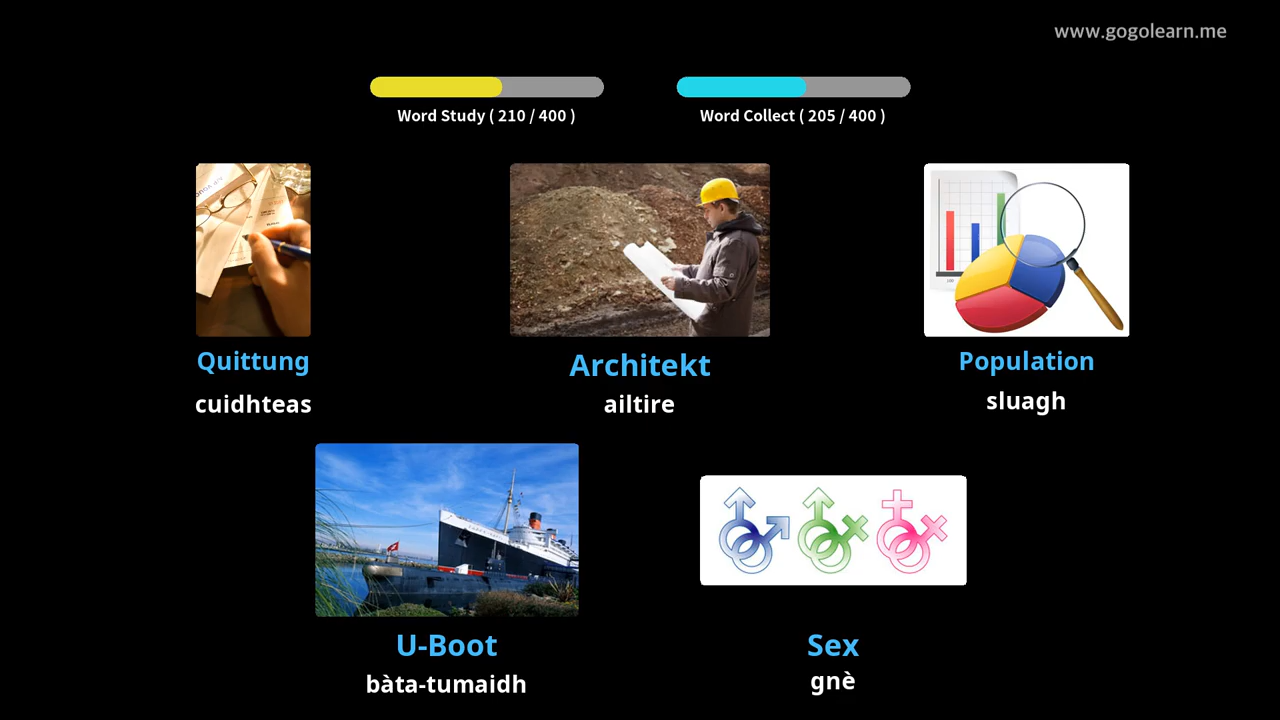 www.gogolearn.me
Word Study ( 210 / 400 )
Word Collect ( 205 / 400 )
Quittung
Architekt
Population
cuidhteas
ailtire
sluagh
U-Boot
Sex
bàta-tumaidh
gnè